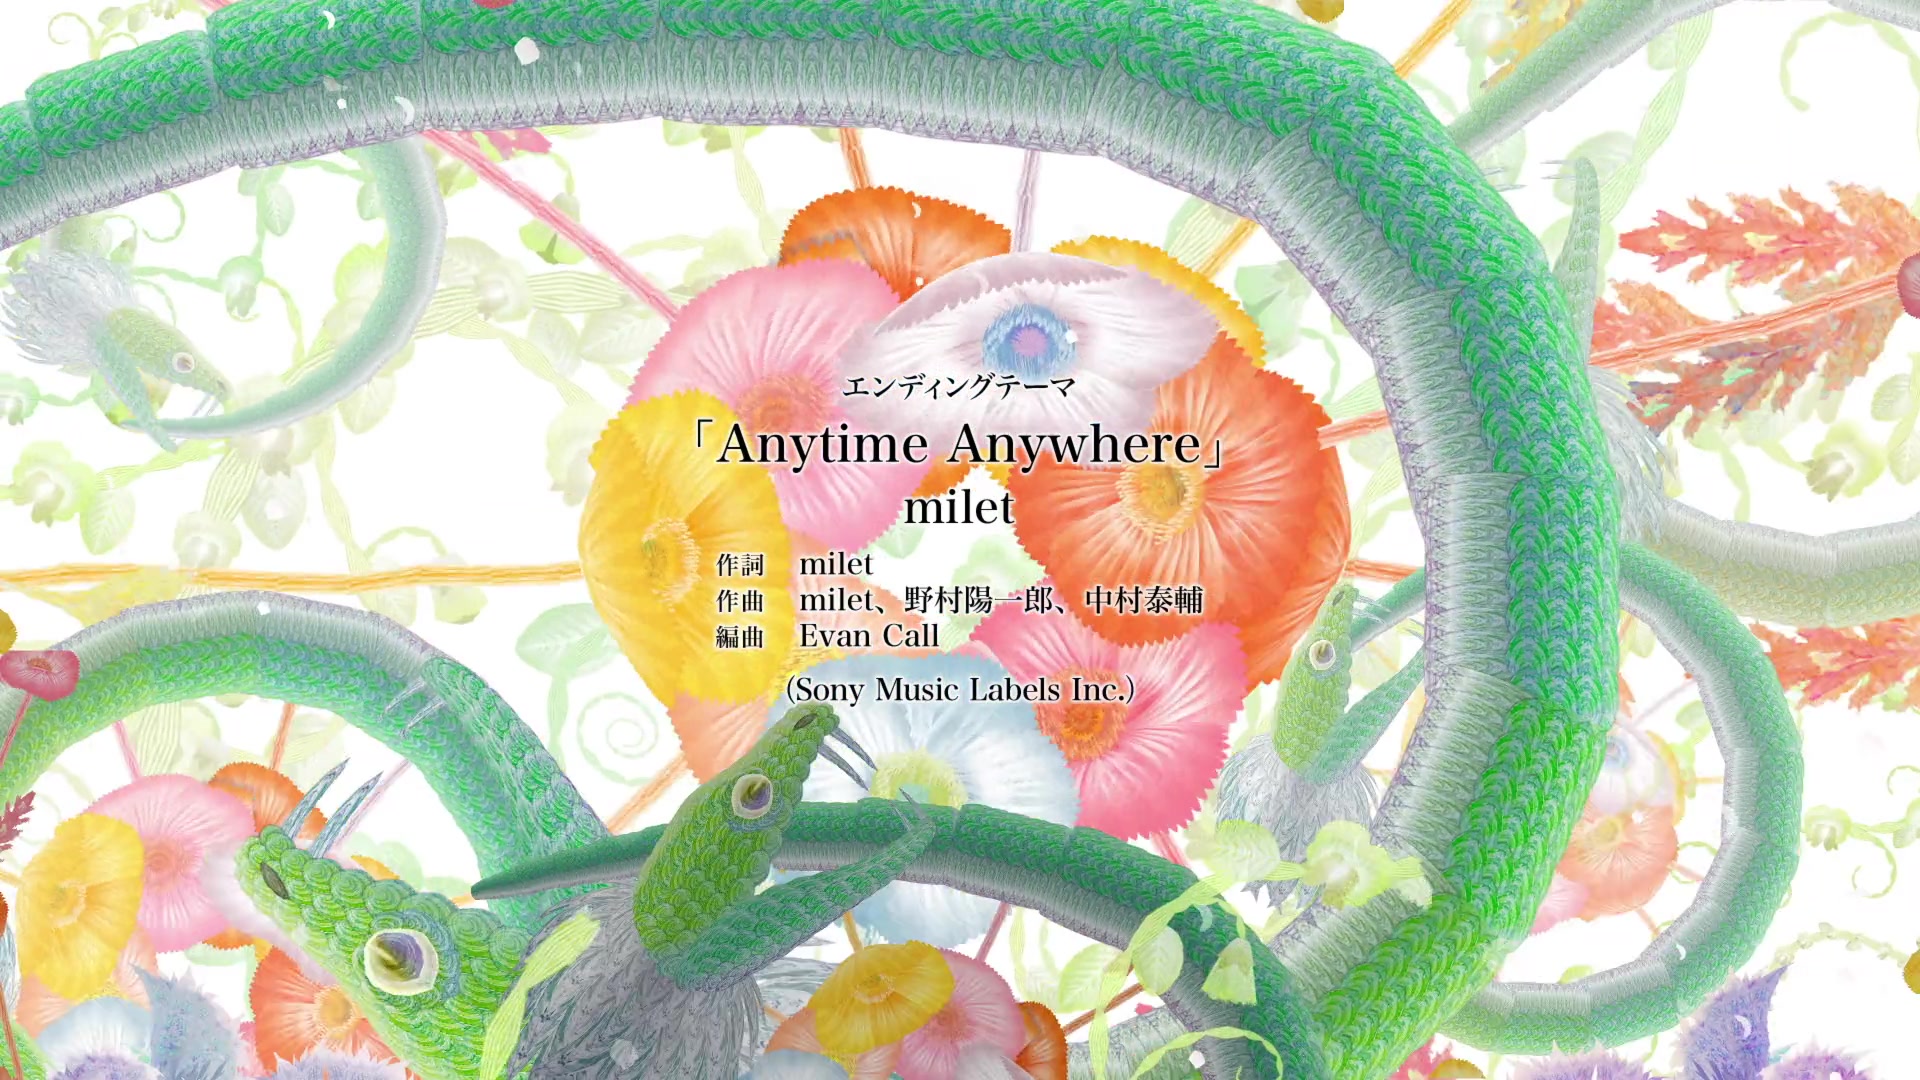 エンディングテーマ
「Anytime Anywhere」
milet
作詞 milet
作曲 milet、野村陽一郎、中村泰輔
編曲 Evan Call
(Sony Music Labels Inc.)